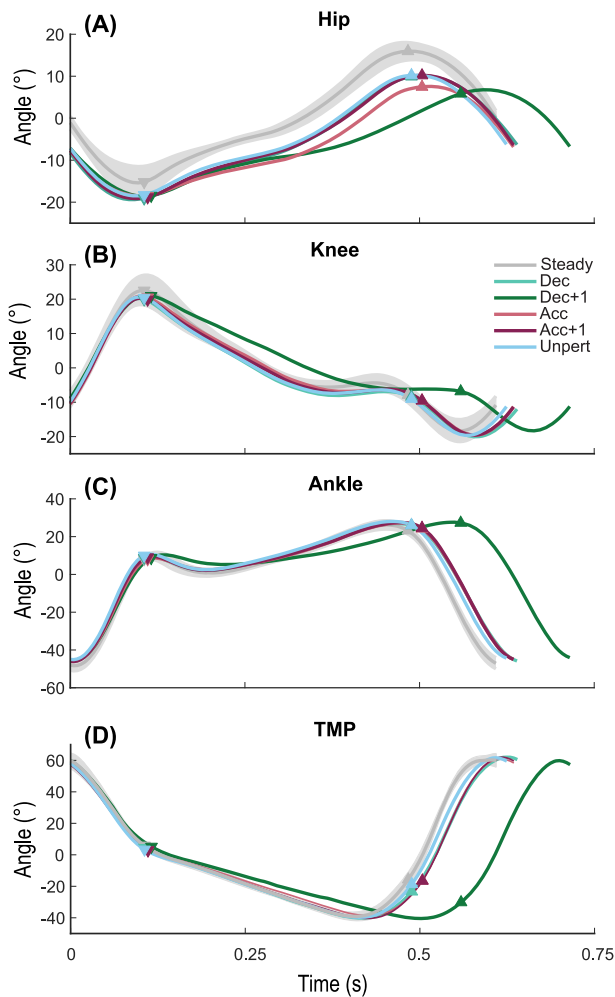 (A)
Hip
Angle (°)
20
10
0
-10
-20
(B)
Knee
Angle (°)
30
20
10
0
-10
-20
Steady
Dec
Dec+1
Acc
Acc+1
Unpert
(C)
Ankle
Angle (°)
40
20
0
-20
-40
-60
(D)
TMP
Angle (°)
60
40
20
0
-20
-40
0
0.25
0.5
0.75
Time (s)